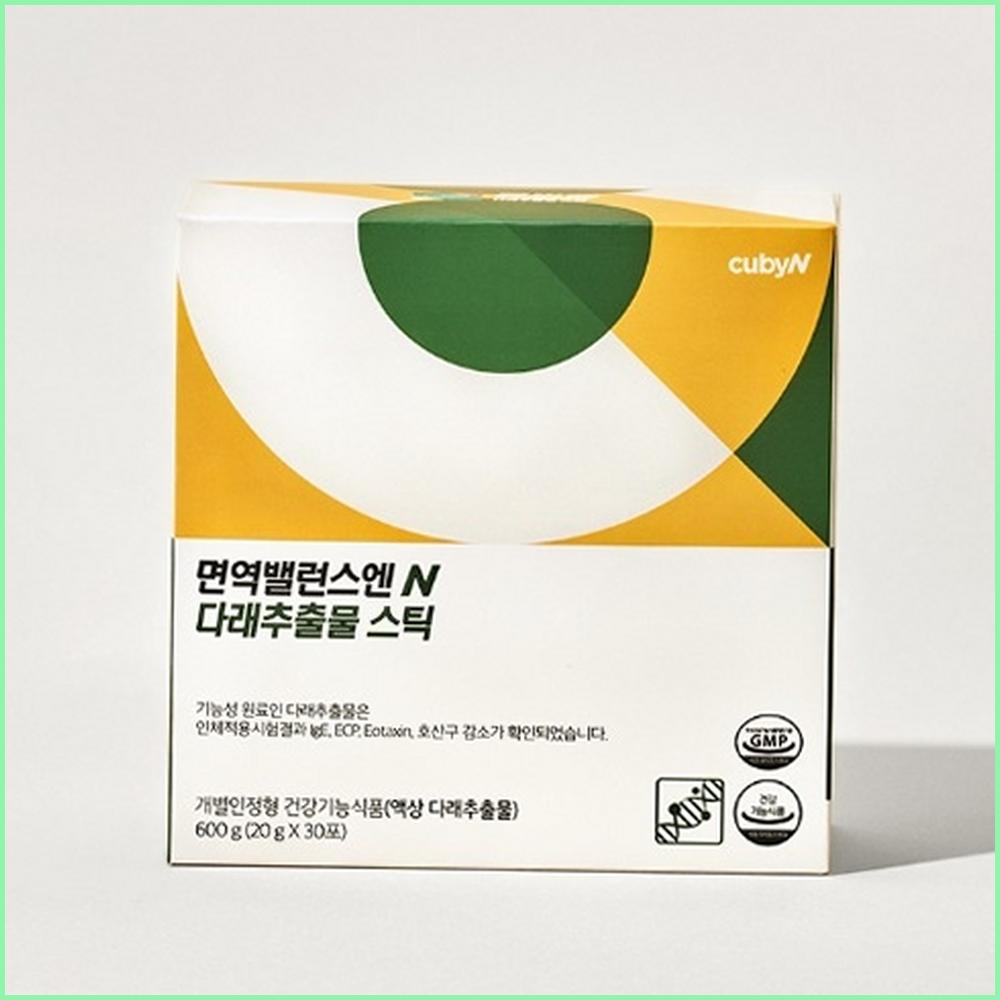 cubyN
면역밸런스엔 N
다래추출물 스틱
기능성 원료인 다래추출물은
인체적용시험결과 IgE, ECP, Eotaxin, 호산구 감소가 확인되었습니다.
GMP
건강
기능식품
개별인정형 건강기능식품(액상 다래추출물)
600 g (20 g X 30포)